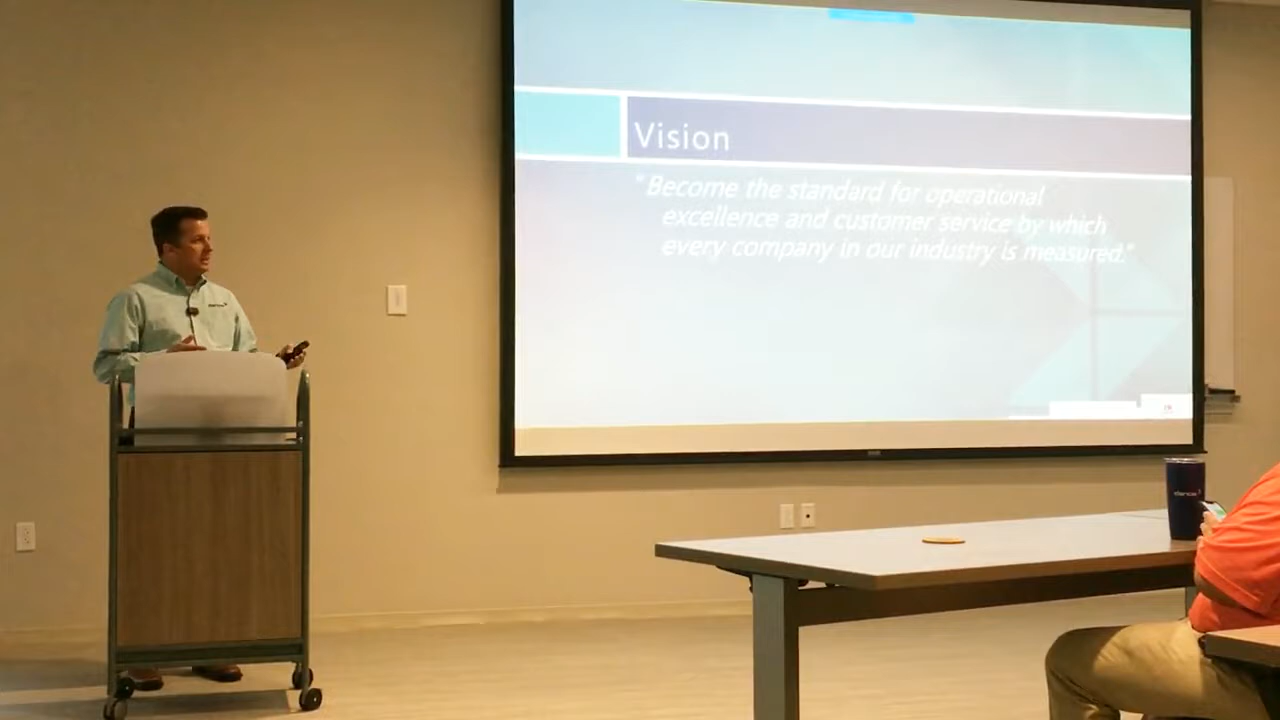 Vision
"Become the standard for operational
excellence and customer service by which
every company in our industry is measured."